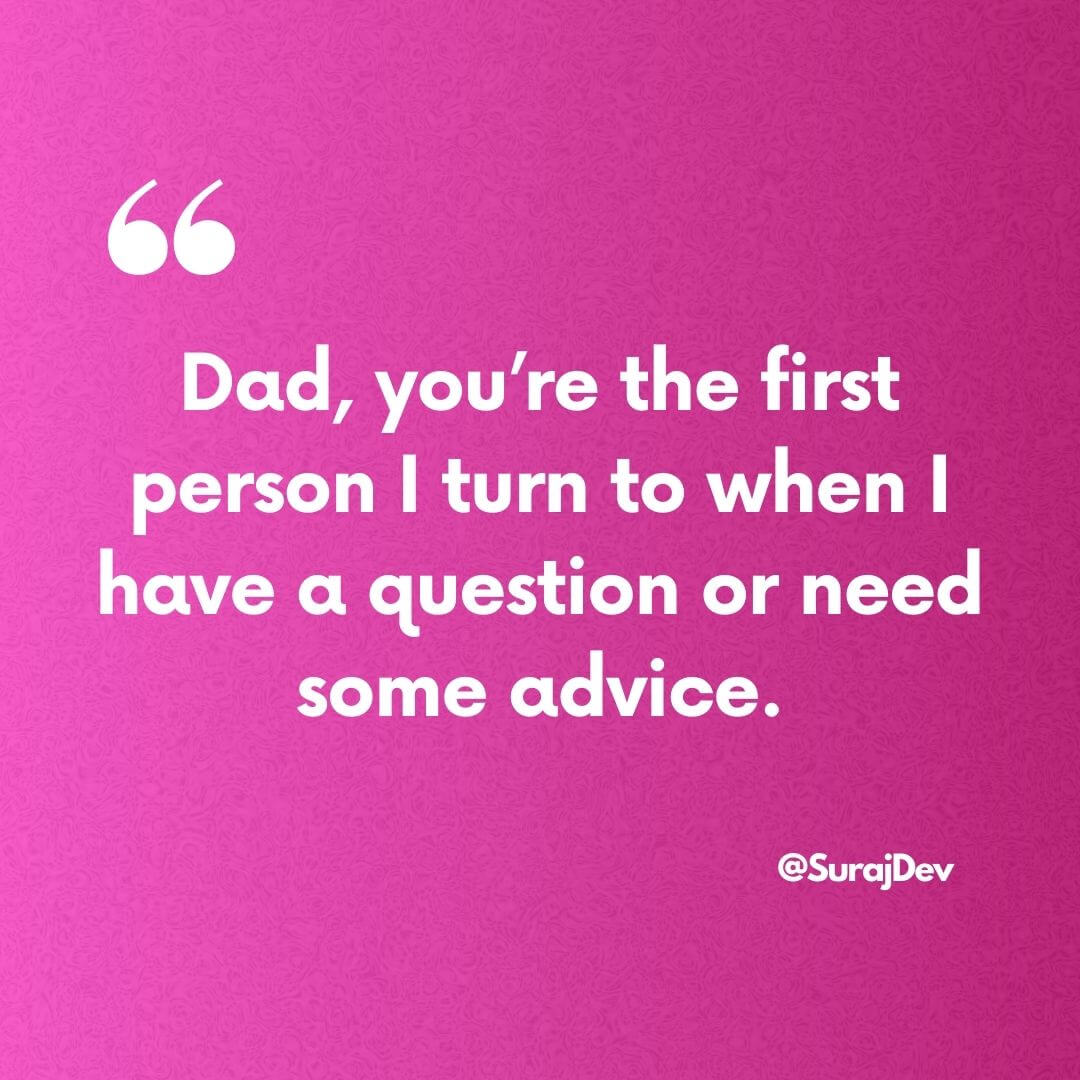 “
Dad, you’re the first
person I turn to when I
have a question or need
some advice.
@SurajDev